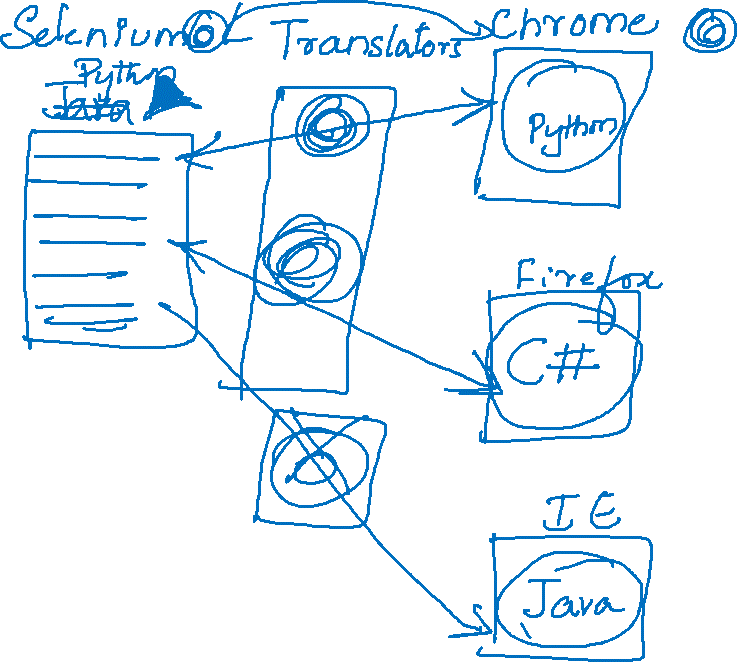 Selenium Translators Chrome
Python
Java
Python
Firefox
C#
IE
Java